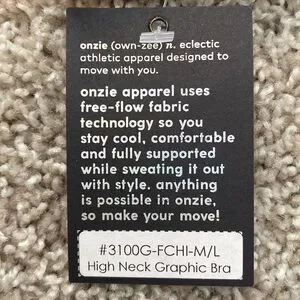 onzie (own-zee) n. eclectic
athletic apparel designed to
move with you.
onzie apparel uses
free-flow fabric
technology so you
stay cool, comfortable
and fully supported
while sweating it out
with style. anything
is possible in onzie,
so make your move!
#3100G-FCHI-M/L
High Neck Graphic Bra